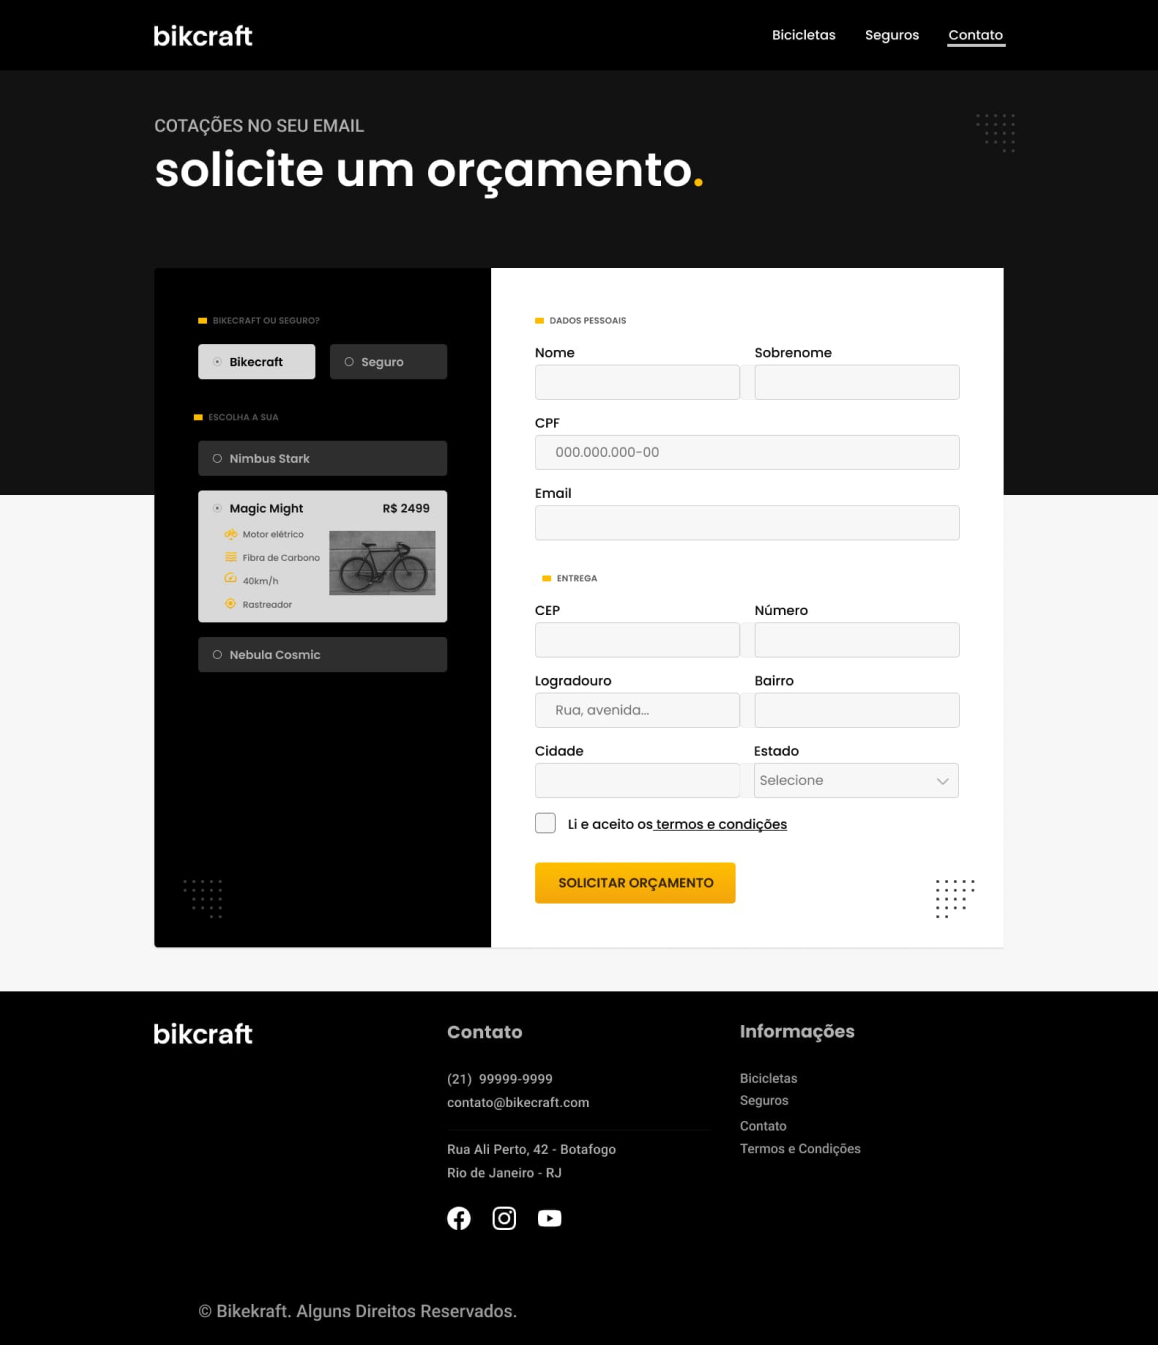 bikcraft
Bicicletas Seguros Contato
COTAÇÕES NO SEU EMAIL
solicite um orçamento.
BIKECRAFT OU SEGURO?
Bikecraft Seguro
ESCOLHA A SUA
Nimbus Stark
Magic Might R$ 2499
Motor elétrico
Fibra de Carbono
40km/h
Rastreador
Nebula Cosmic
DADOS PESSOAIS
Nome Sobrenome
CPF
000.000.000-00
Email
ENTREGA
CEP Número
Logradouro Bairro
Rua, avenida...
Cidade Estado
Selecione
Li e aceito os termos e condições
SOLICITAR ORÇAMENTO
bikcraft
Contato
(21) 99999-9999
contato@bikecraft.com
Rua Ali Perto, 42 - Botafogo
Rio de Janeiro - RJ
Informações
Bicicletas
Seguros
Contato
Termos e Condições
© Bikekraft. Alguns Direitos Reservados.